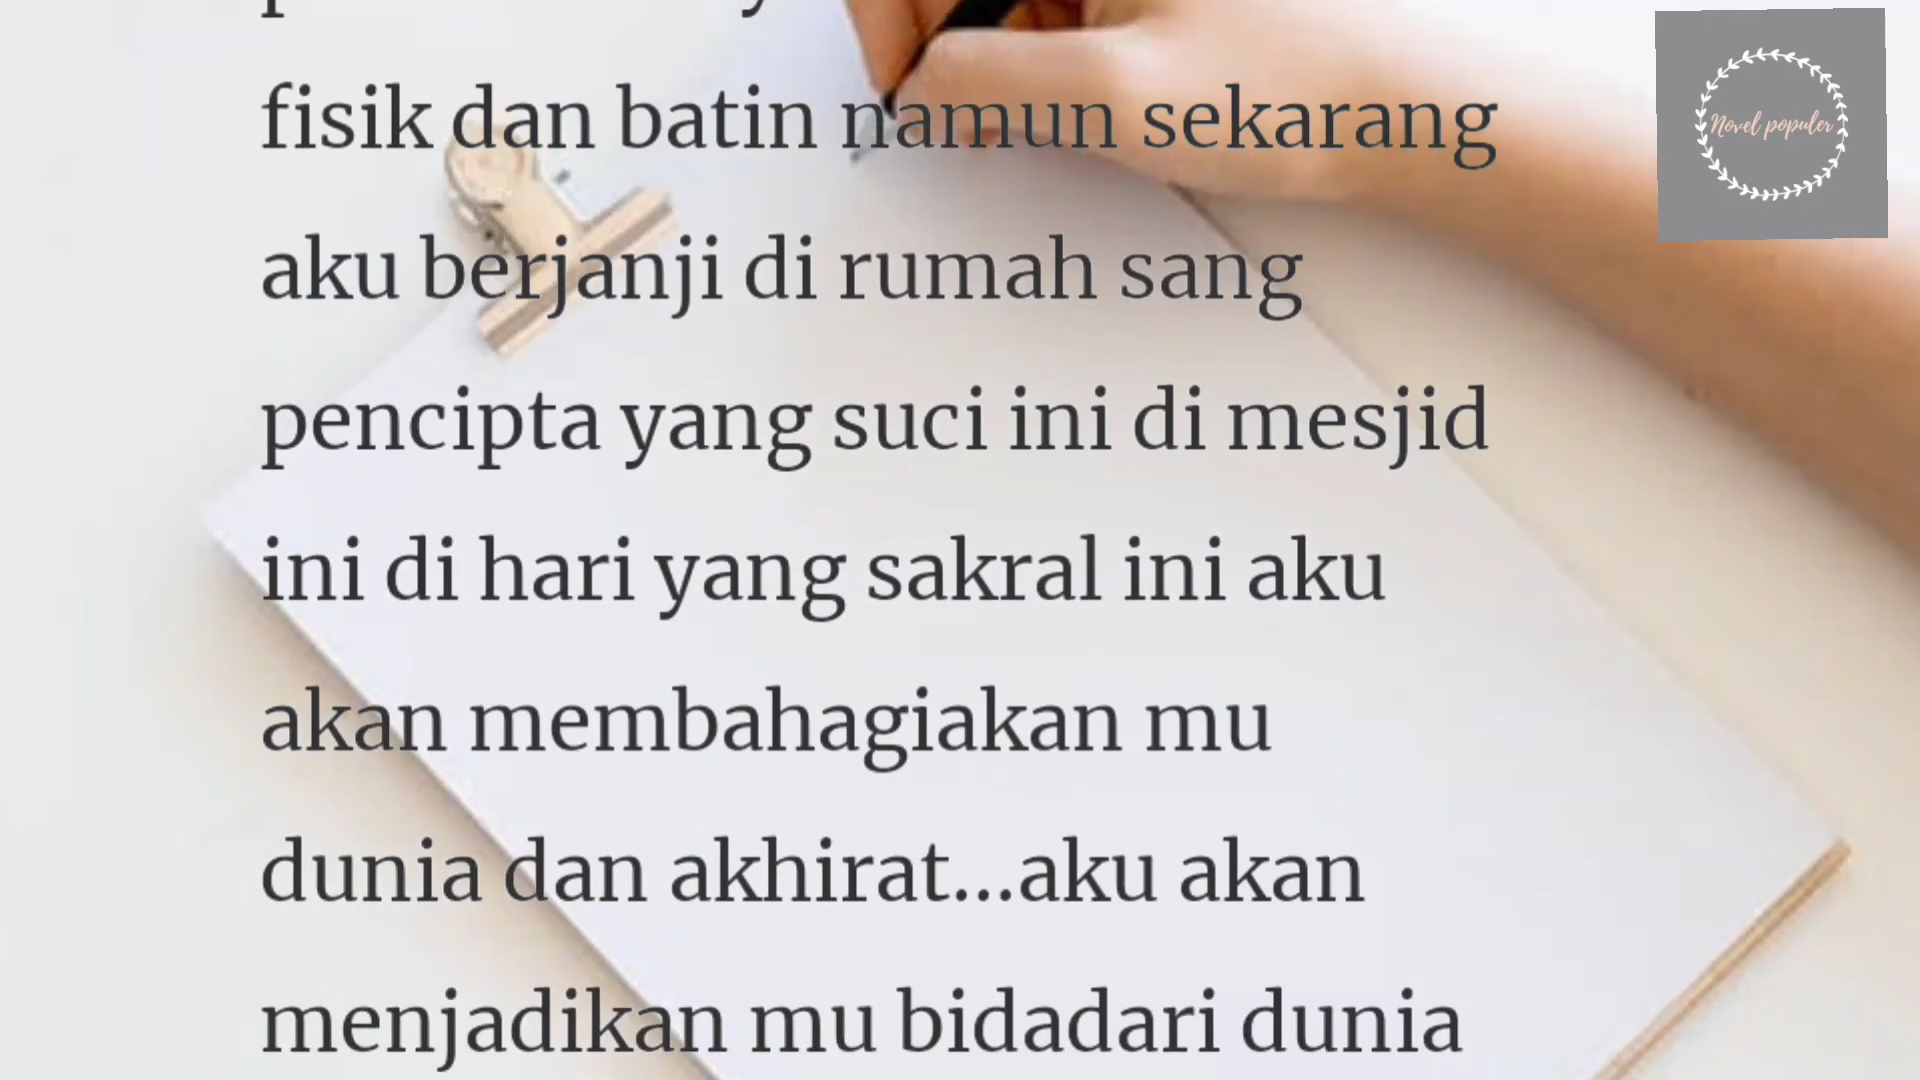 fisik dan batin namun sekarang
aku berjanji di rumah sang
pencipta yang suci ini di mesjid
ini di hari yang sakral ini aku
akan membahagiakan mu
dunia dan akhirat...aku akan
menjadikan mu bidadari dunia
Novel populer